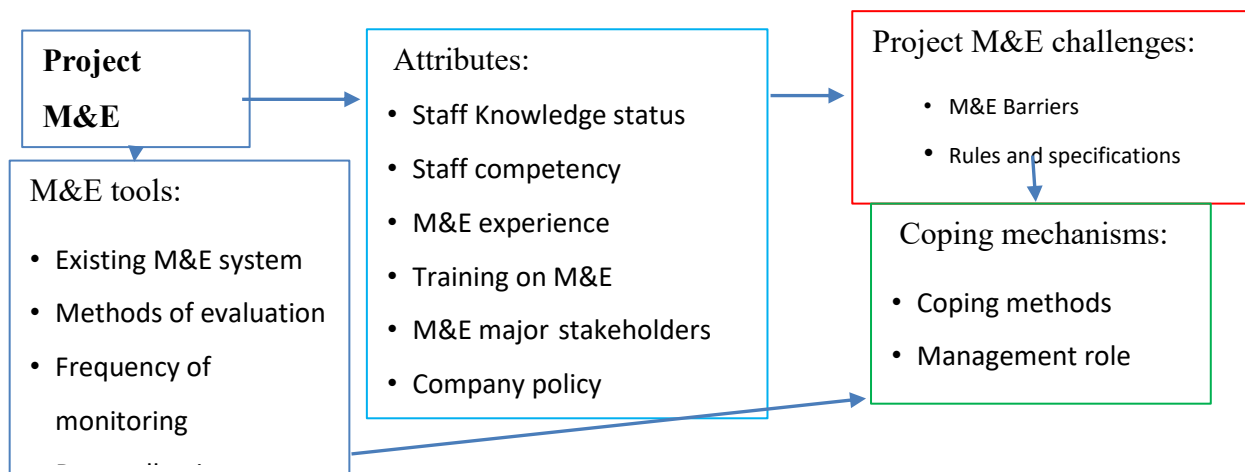 Project
M&E
M&E tools:
• Existing M&E system
• Methods of evaluation
• Frequency of
monitoring
Attributes:
• Staff Knowledge status
• Staff competency
• M&E experience
• Training on M&E
• M&E major stakeholders
• Company policy
Project M&E challenges:
• M&E Barriers
• Rules and specifications
Coping mechanisms:
• Coping methods
• Management role